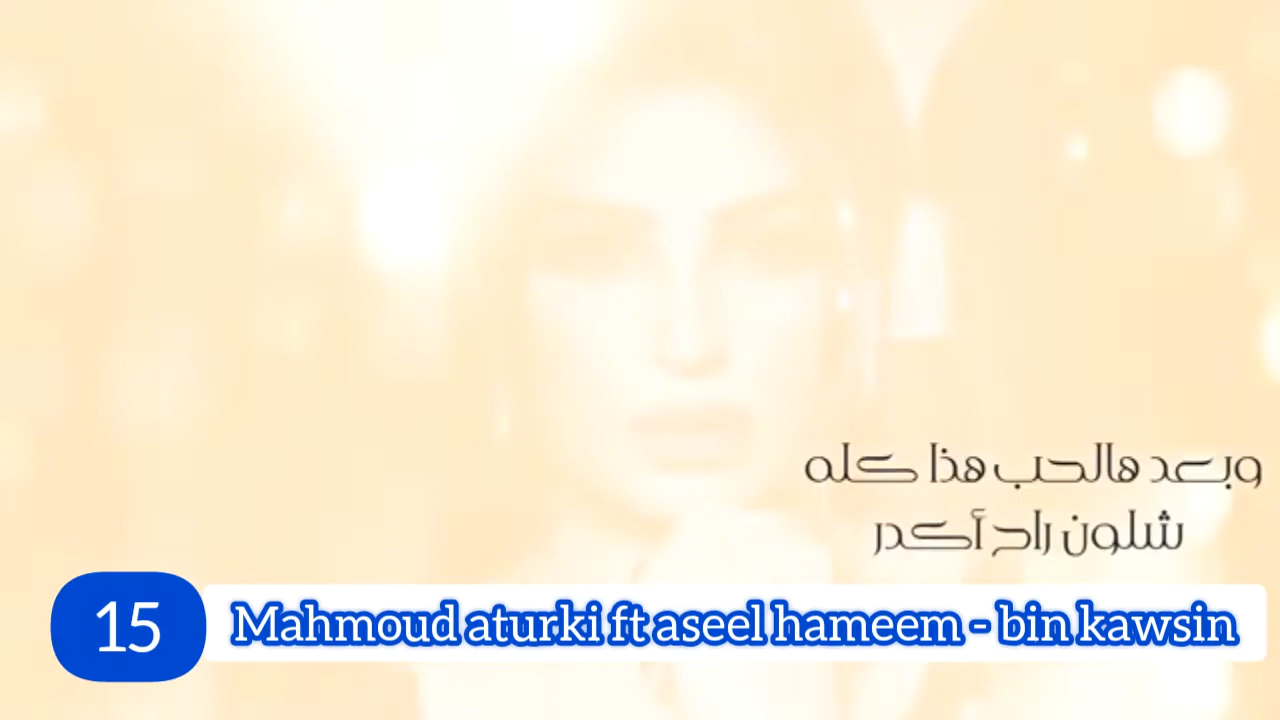 وبعد هالحب هذا كله
شلون راح أكدر
15
Mahmoud aturki ft aseel hameem - bin kawsin